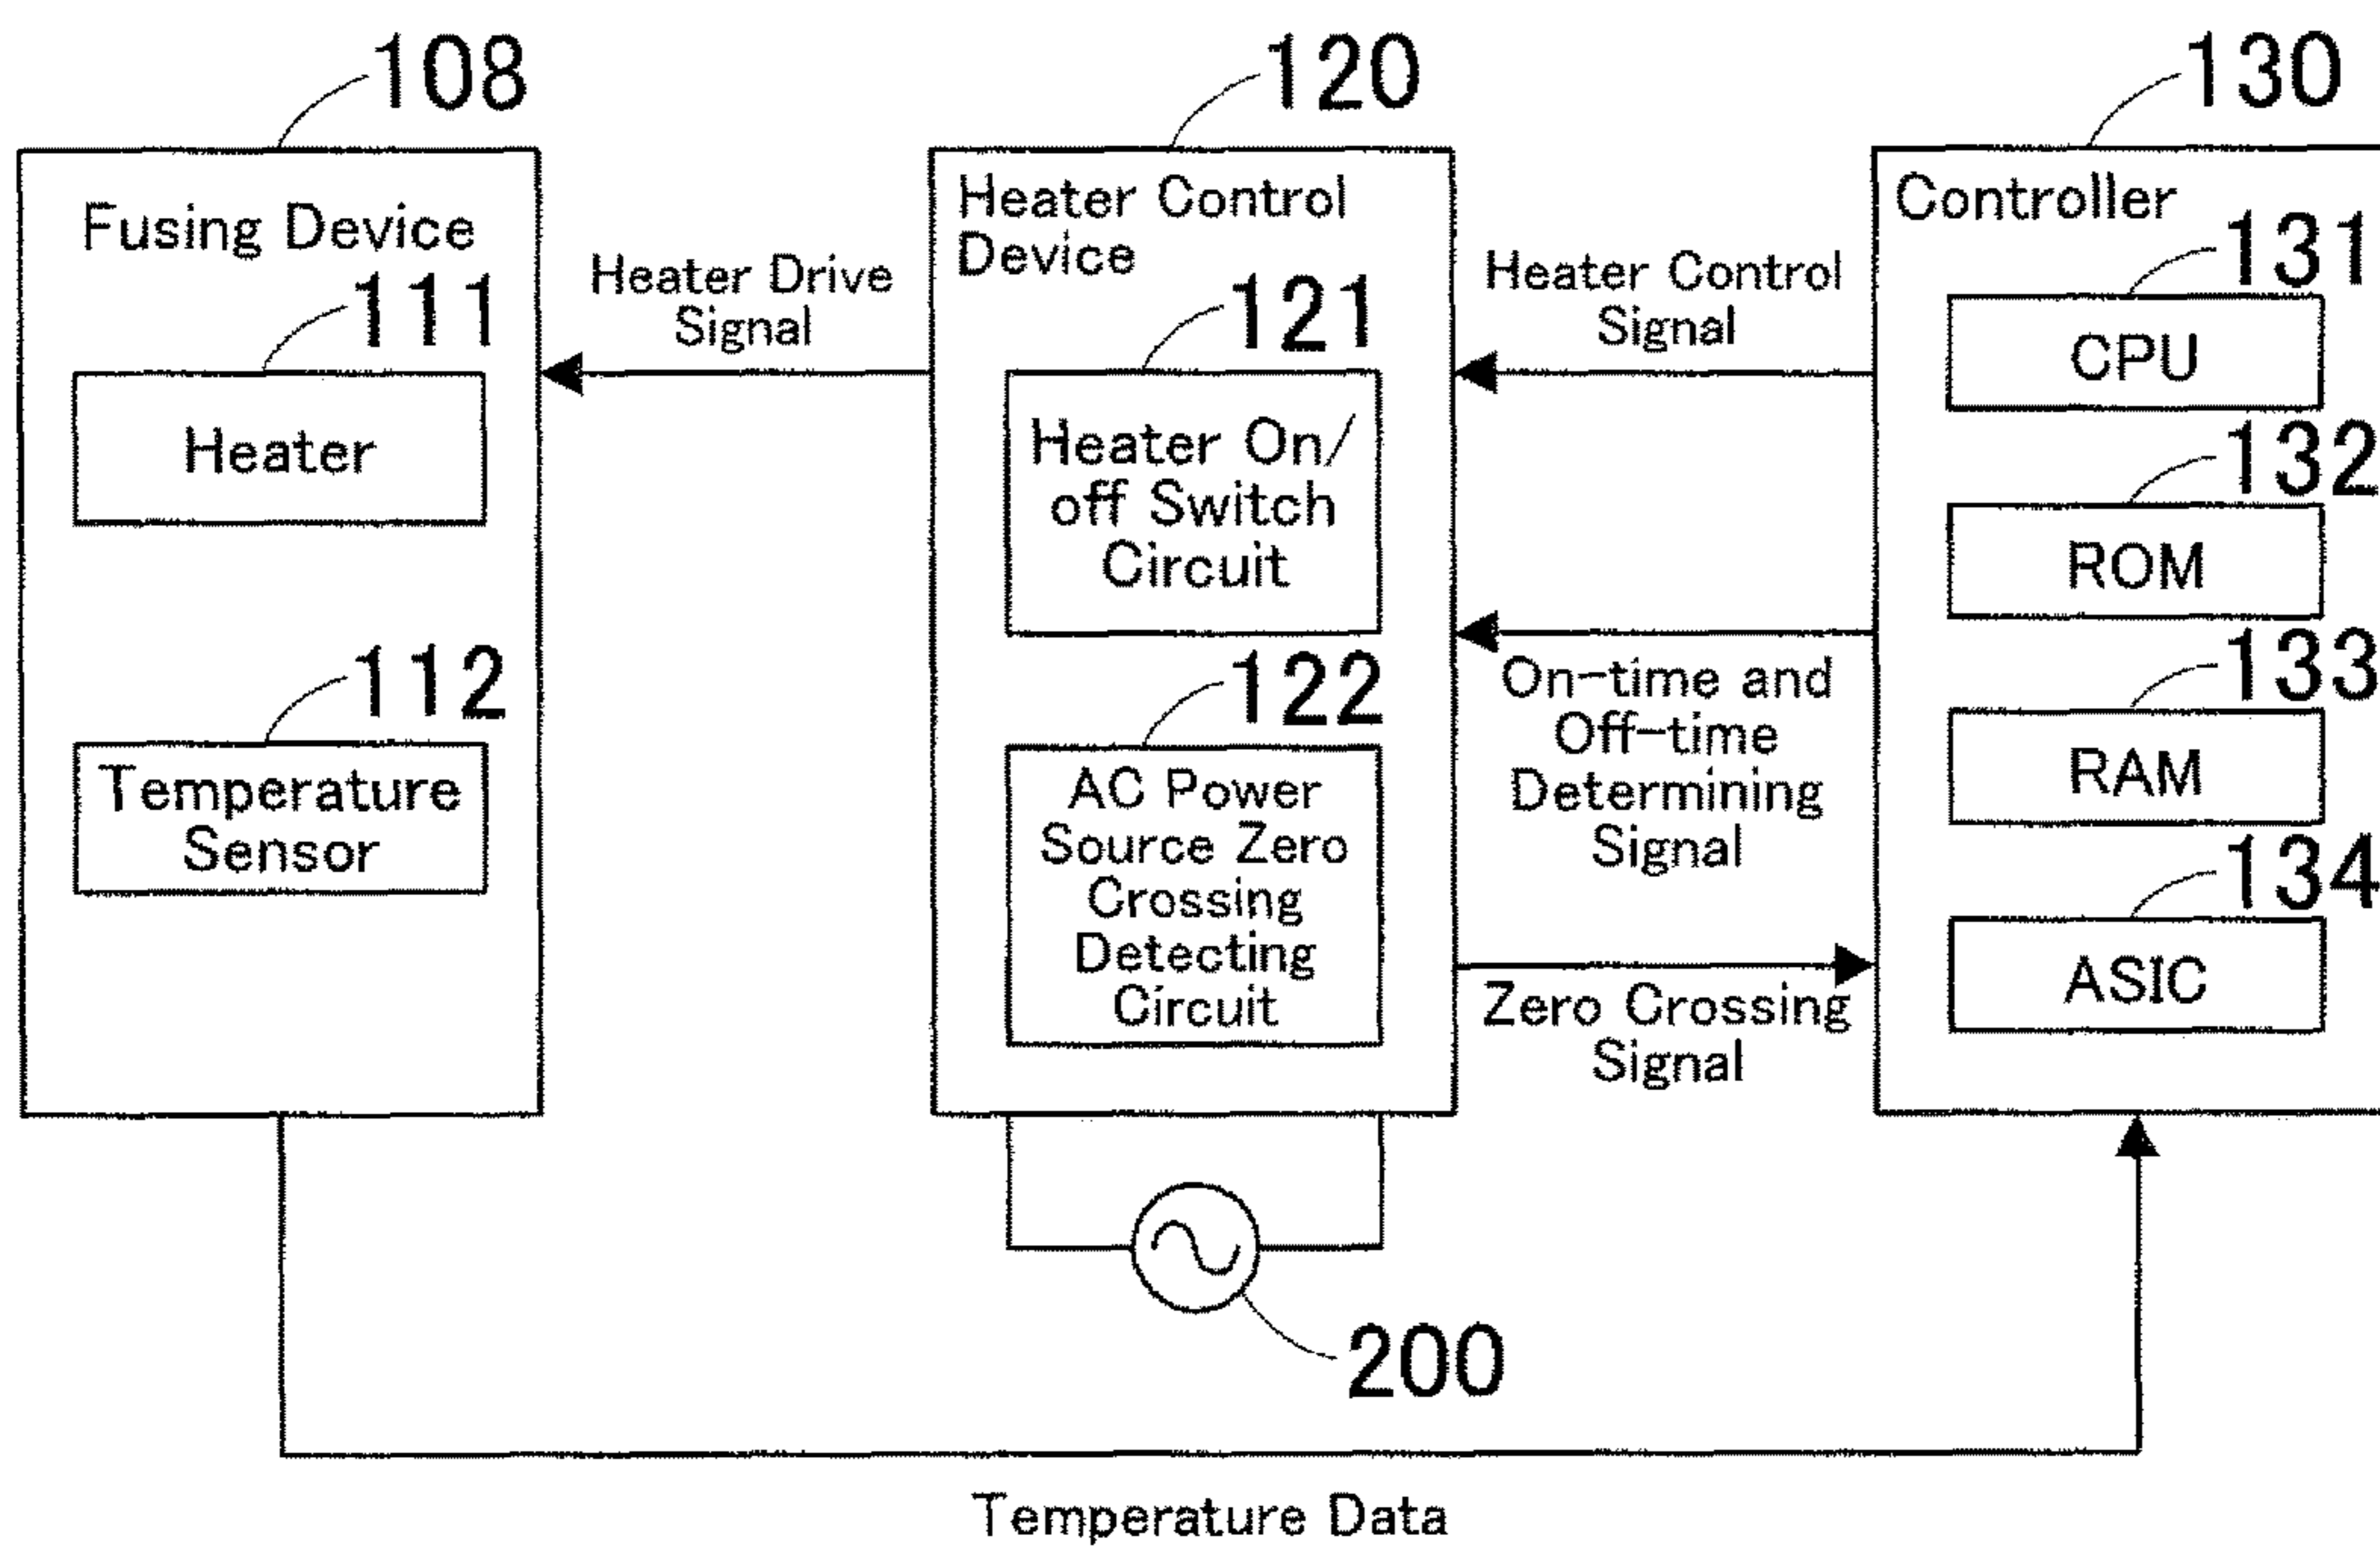 108
120
130
Fusing Device
111
Heater
112
Temperature
Sensor
Heater Drive
Signal
Heater Control
Device
121
Heater On/
off Switch
Circuit
122
AC Power
Source Zero
Crossing
Detecting
Circuit
Heater Control
Signal
On-time and
Off-time
Determining
Signal
Zero Crossing
Signal
Controller
131
CPU
132
ROM
133
RAM
134
ASIC
200
Temperature Data